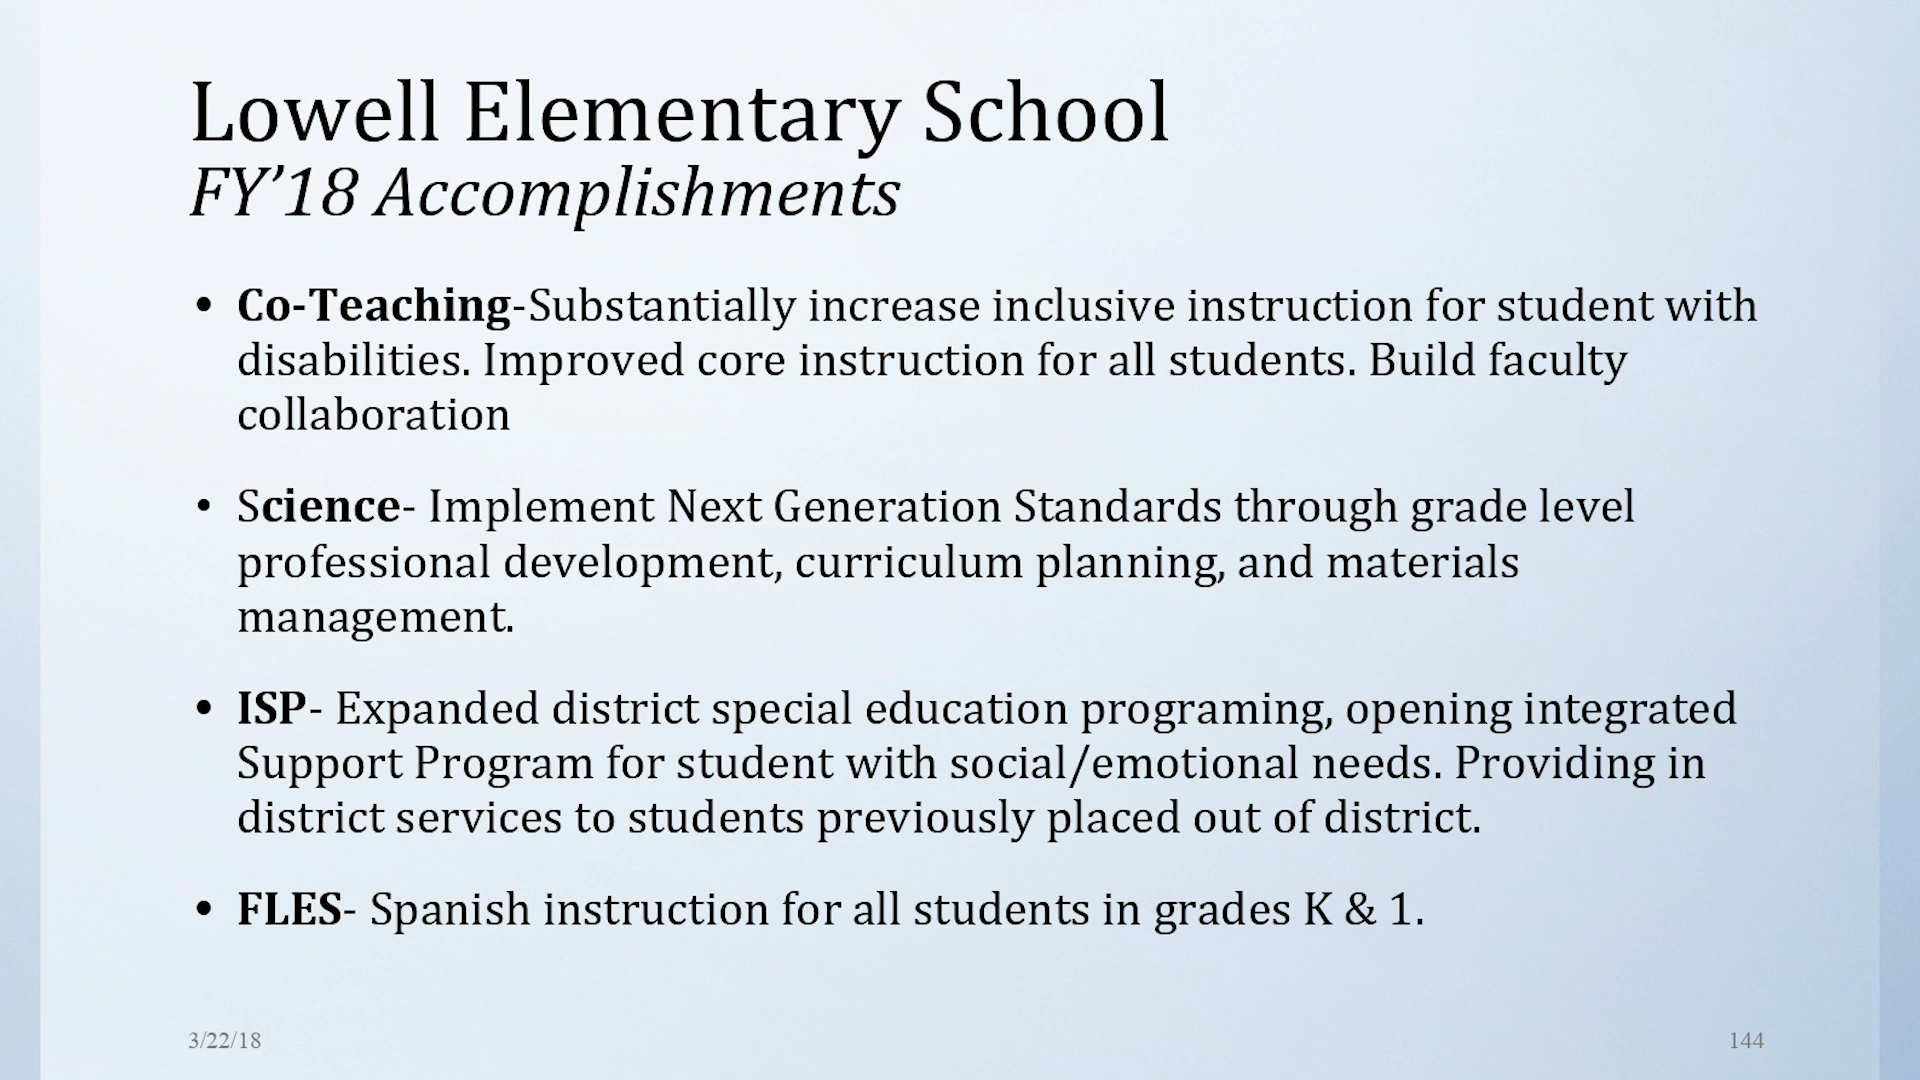 Lowell Elementary School
FY’18 Accomplishments
• Co-Teaching-Substantially increase inclusive instruction for student with
disabilities. Improved core instruction for all students. Build faculty
collaboration
• Science- Implement Next Generation Standards through grade level
professional development, curriculum planning, and materials
management.
• ISP- Expanded district special education programing, opening integrated
Support Program for student with social/emotional needs. Providing in
district services to students previously placed out of district.
• FLES- Spanish instruction for all students in grades K & 1.
3/22/18
144